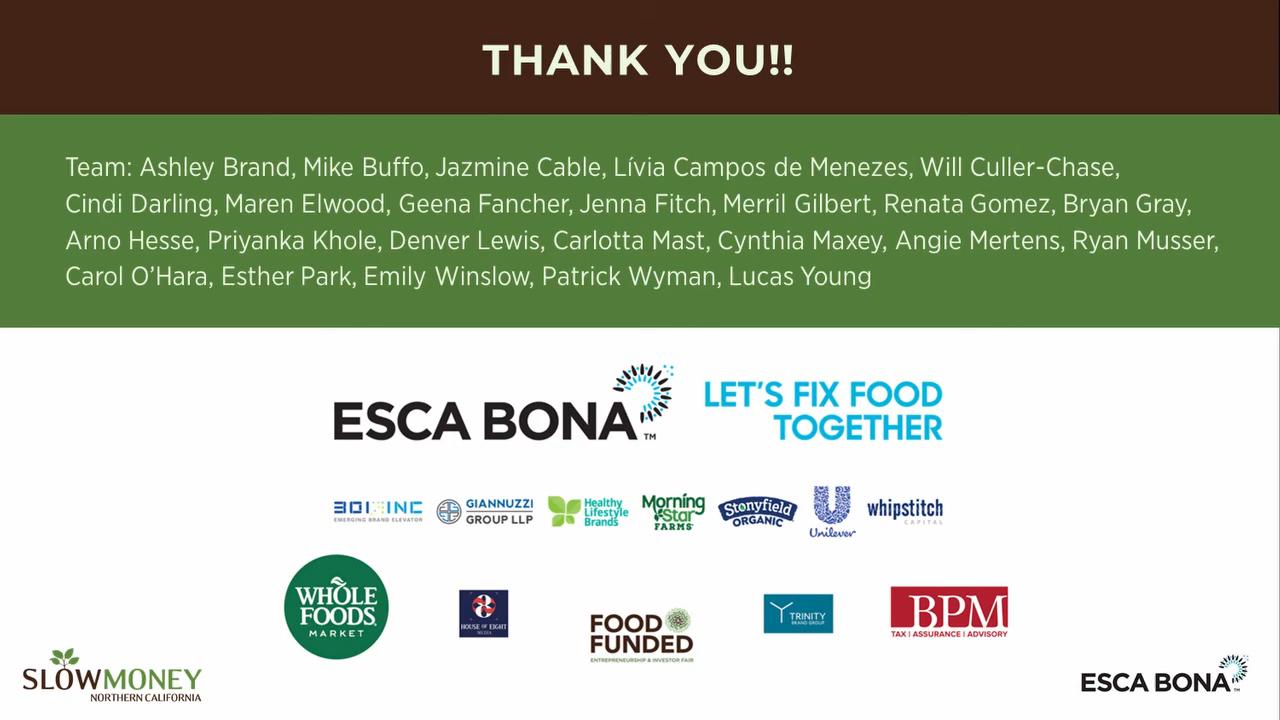 THANK YOU!!
Team: Ashley Brand, Mike Buffo, Jazmine Cable, Lívia Campos de Menezes, Will Culler-Chase,
Cindi Darling, Maren Elwood, Geena Fancher, Jenna Fitch, Merril Gilbert, Renata Gomez, Bryan Gray,
Arno Hesse, Priyanka Khole, Denver Lewis, Carlotta Mast, Cynthia Maxey, Angie Mertens, Ryan Musser,
Carol O'Hara, Esther Park, Emily Winslow, Patrick Wyman, Lucas Young
ESCA BONA™
LET'S FIX FOOD
TOGETHER
301 INC
EMERGING BRAND ELEVATOR
GIANNUZZI
GROUP LLP
Healthy
Lifestyle
Brands
Morning
Star
FARMS
Stonyfield
ORGANIC
Unilever
whipstitch
CAPITAL
WHOLE
FOODS
MARKET
HOUSE OF EIGHT
MEDIA
FOOD
FUNDED
ENTREPRENEURSHIP & INVESTOR FAIR
TRINITY
BRAND GROUP
BPM
TAX | ASSURANCE | ADVISORY
SLOWMONEY
NORTHERN CALIFORNIA
ESCA BONA™